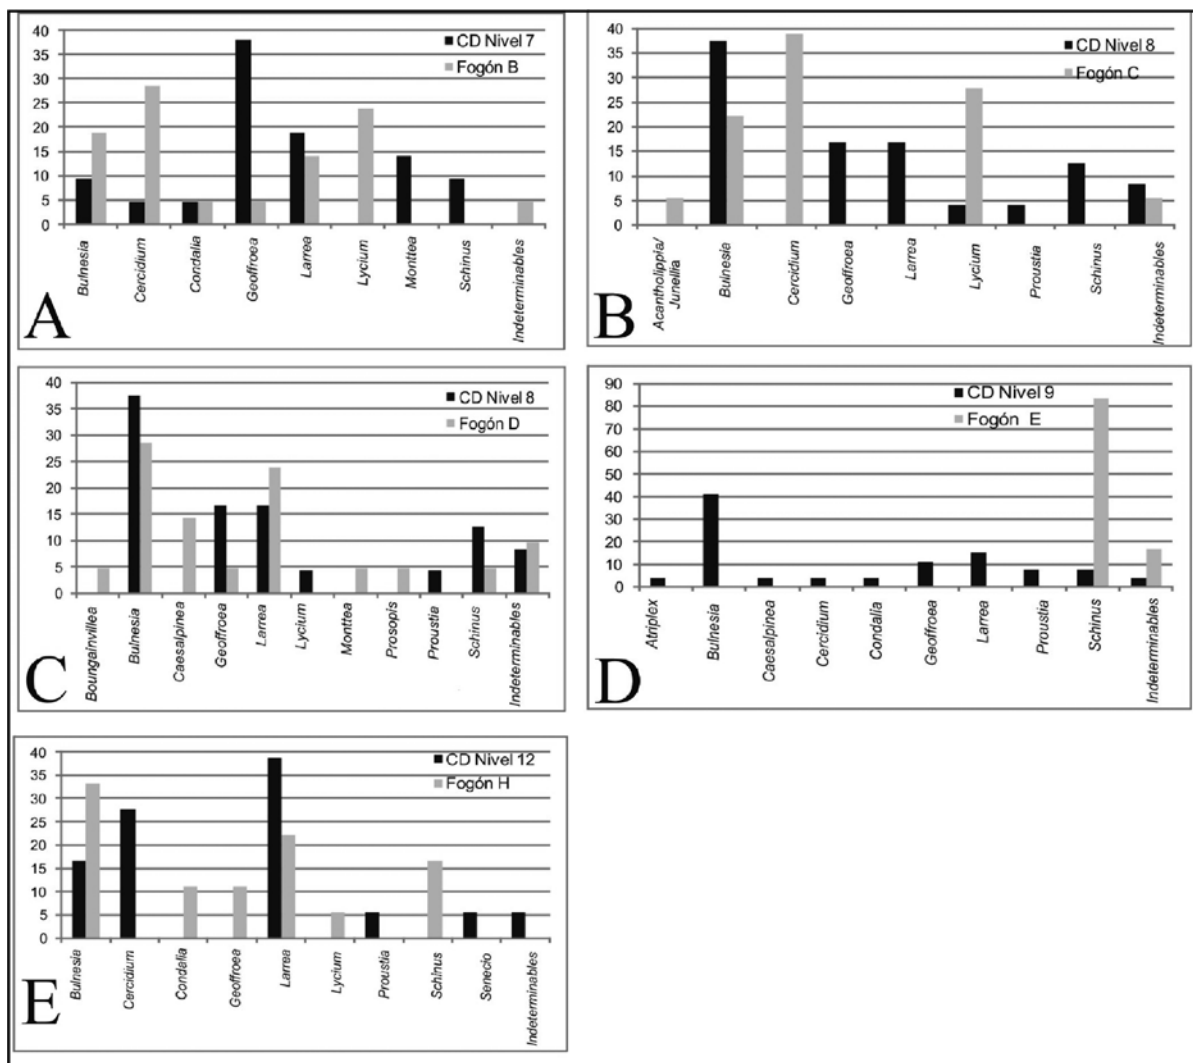 40
35
30
25
20
15
10
5
0
CD Nivel 7
Fogón B
Bulnesia
Cercidium
Condalia
Geoffroea
Larrea
Lycium
Monttea
Schinus
Indeterminables
A
40
35
30
25
20
15
10
5
0
CD Nivel 8
Fogón C
Acantholippia/
Junellia
Bulnesie
Cercidium
Geoffroea
Larrea
Lycium
Proustia
Schinus
Indeterminables
B
40
35
30
25
20
15
10
5
0
CD Nivel 8
Fogón D
Boungainvillea
Bulnesia
Caesalpinea
Geoffroea
Larrea
Lycium
Monttea
Prosopis
Proustia
Schinus
Indeterminables
C
90
80
70
60
50
40
30
20
10
0
CD Nivel 9
Fogón E
Atriplex
Bulnesia
Caesalpinea
Cercidium
Condalia
Geoffroea
Larrea
Proustia
Schinus
Indeterminables
D
40
35
30
25
20
15
10
5
0
CD Nivel 12
Fogón H
Bulnesia
Cercidium
Condalia
Geoffroea
Larrea
Lycium
Proustia
Schinus
Senecio
Indeterminables
E